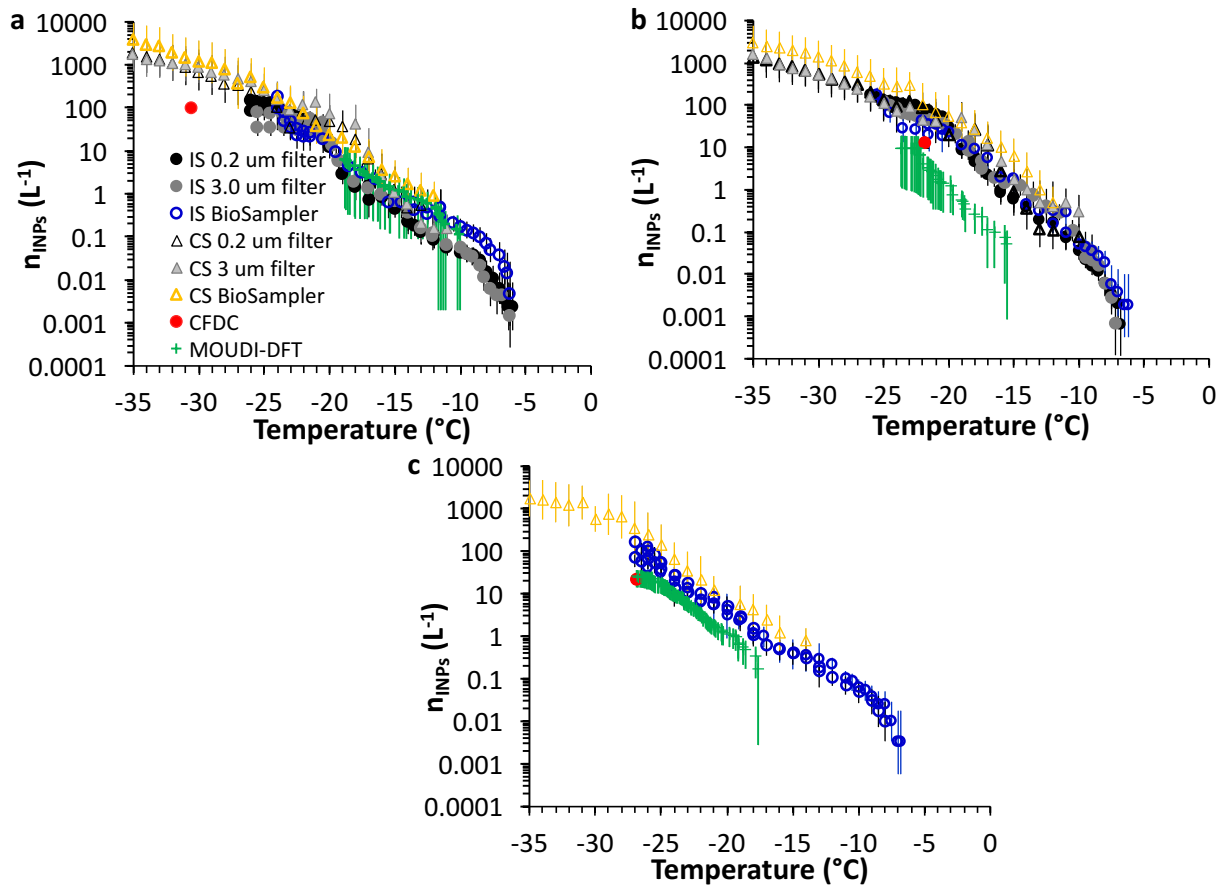 a
10000
1000
100
10
1
0.1
0.01
0.001
0.0001
n_INPs (L⁻¹)
IS 0.2 um filter
IS 3.0 um filter
IS BioSampler
CS 0.2 um filter
CS 3 um filter
CS BioSampler
CFDC
MOUDI-DFT
-35 -30 -25 -20 -15 -10 -5 0
Temperature (°C)
b
10000
1000
100
10
1
0.1
0.01
0.001
0.0001
n_INPs (L⁻¹)
-35 -30 -25 -20 -15 -10 -5 0
Temperature (°C)
c
10000
1000
100
10
1
0.1
0.01
0.001
0.0001
n_INPs (L⁻¹)
-35 -30 -25 -20 -15 -10 -5 0
Temperature (°C)